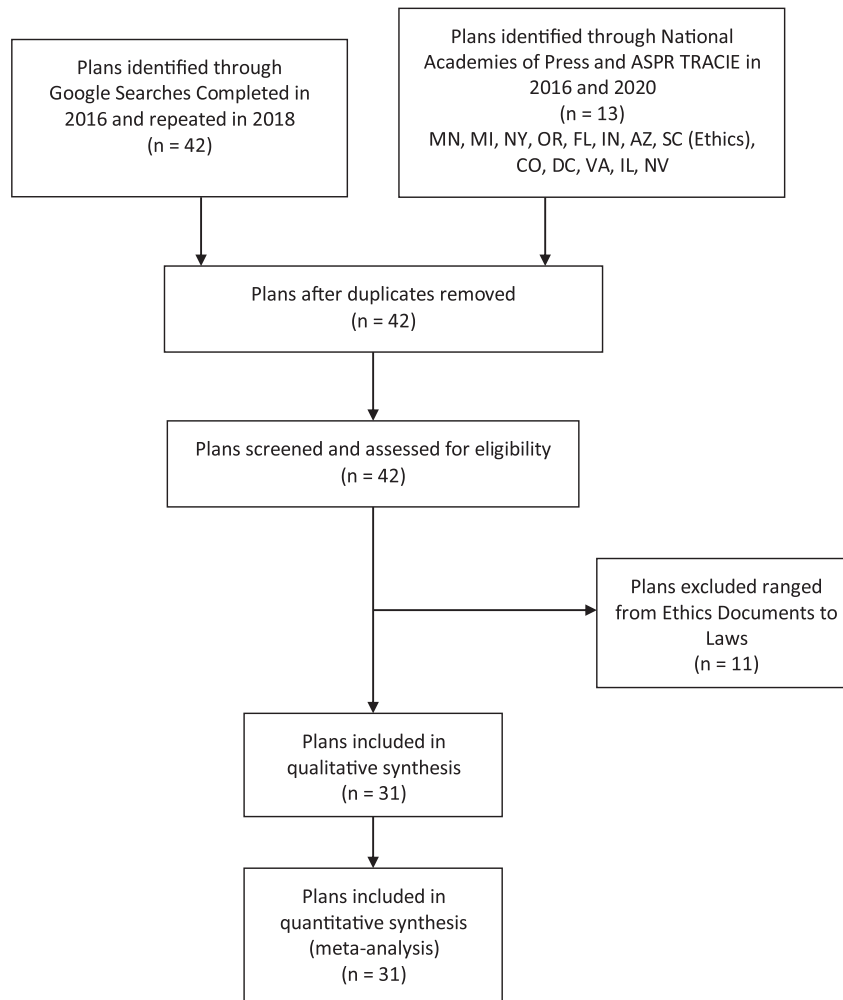 Plans identified through
Google Searches Completed in
2016 and repeated in 2018
(n = 42)
Plans identified through National
Academies of Press and ASPR TRACIE in
2016 and 2020
(n = 13)
MN, MI, NY, OR, FL, IN, AZ, SC (Ethics),
CO, DC, VA, IL, NV
Plans after duplicates removed
(n = 42)
Plans screened and assessed for eligibility
(n = 42)
Plans excluded ranged
from Ethics Documents to
Laws
(n = 11)
Plans included in
qualitative synthesis
(n = 31)
Plans included in
quantitative synthesis
(meta-analysis)
(n = 31)